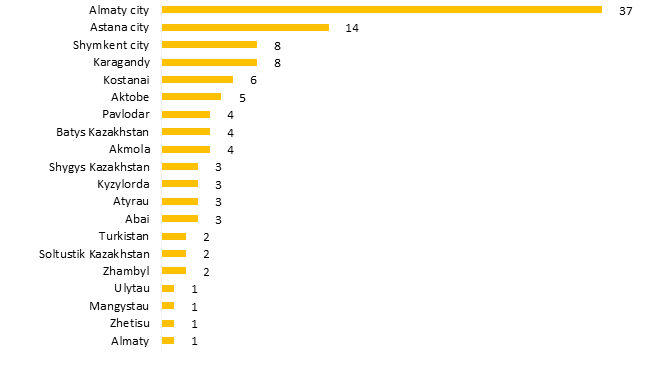 Almaty city 37
Astana city 14
Shymkent city 8
Karagandy 8
Kostanai 6
Aktobe 5
Pavlodar 4
Batys Kazakhstan 4
Akmola 4
Shygys Kazakhstan 3
Kyzylorda 3
Atyrau 3
Abai 3
Turkistan 2
Soltustik Kazakhstan 2
Zhambyl 2
Ulytau 1
Mangystau 1
Zhetisu 1
Almaty 1